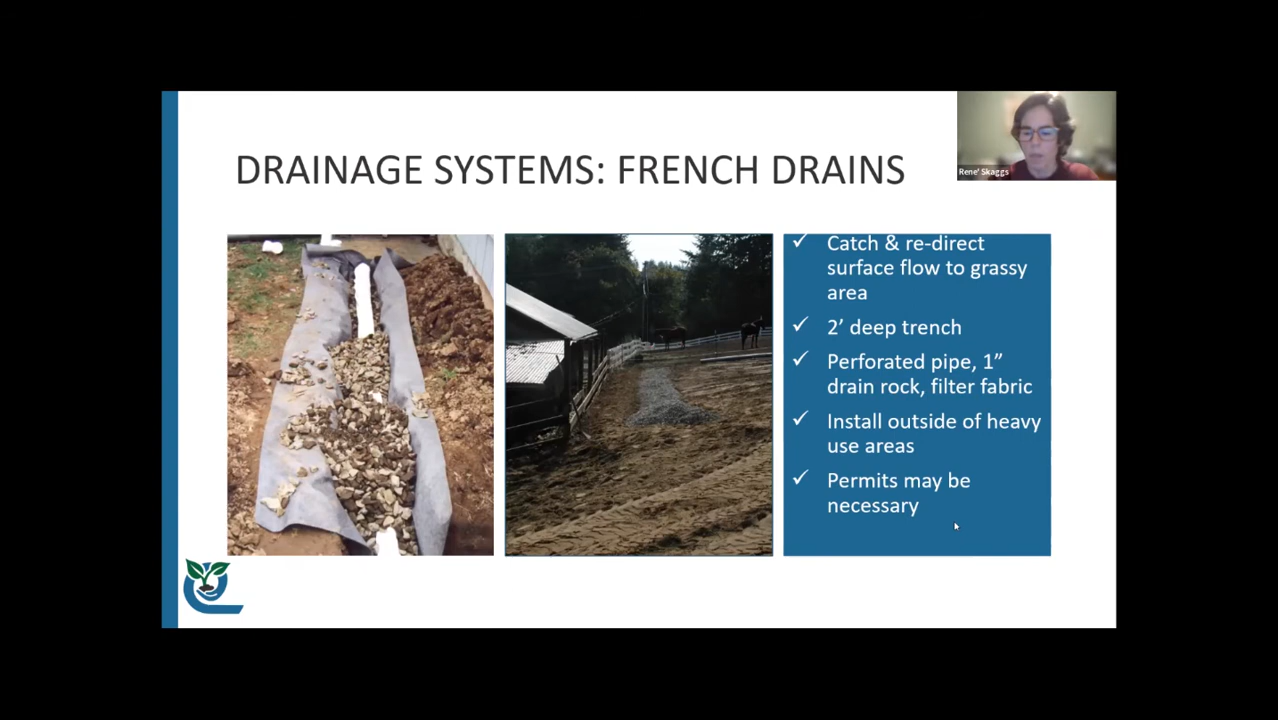 DRAINAGE SYSTEMS: FRENCH DRAINS
Rene' Skaggs
✓ Catch & re-direct
surface flow to grassy
area
✓ 2’ deep trench
✓ Perforated pipe, 1”
drain rock, filter fabric
✓ Install outside of heavy
use areas
✓ Permits may be
necessary